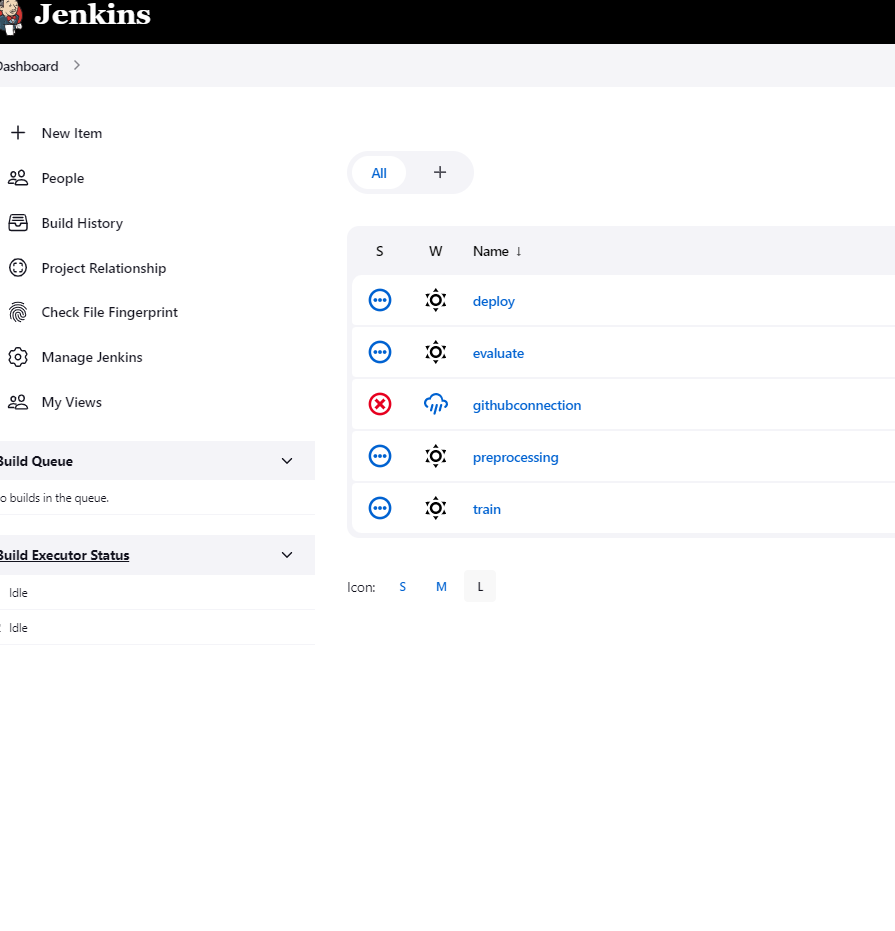 Jenkins
Dashboard
New Item
People
Build History
Project Relationship
Check File Fingerprint
Manage Jenkins
My Views
Build Queue
o builds in the queue.
Build Executor Status
Idle
Idle
All
S W Name ↓
deploy
evaluate
githubconnection
preprocessing
train
Icon: S M L